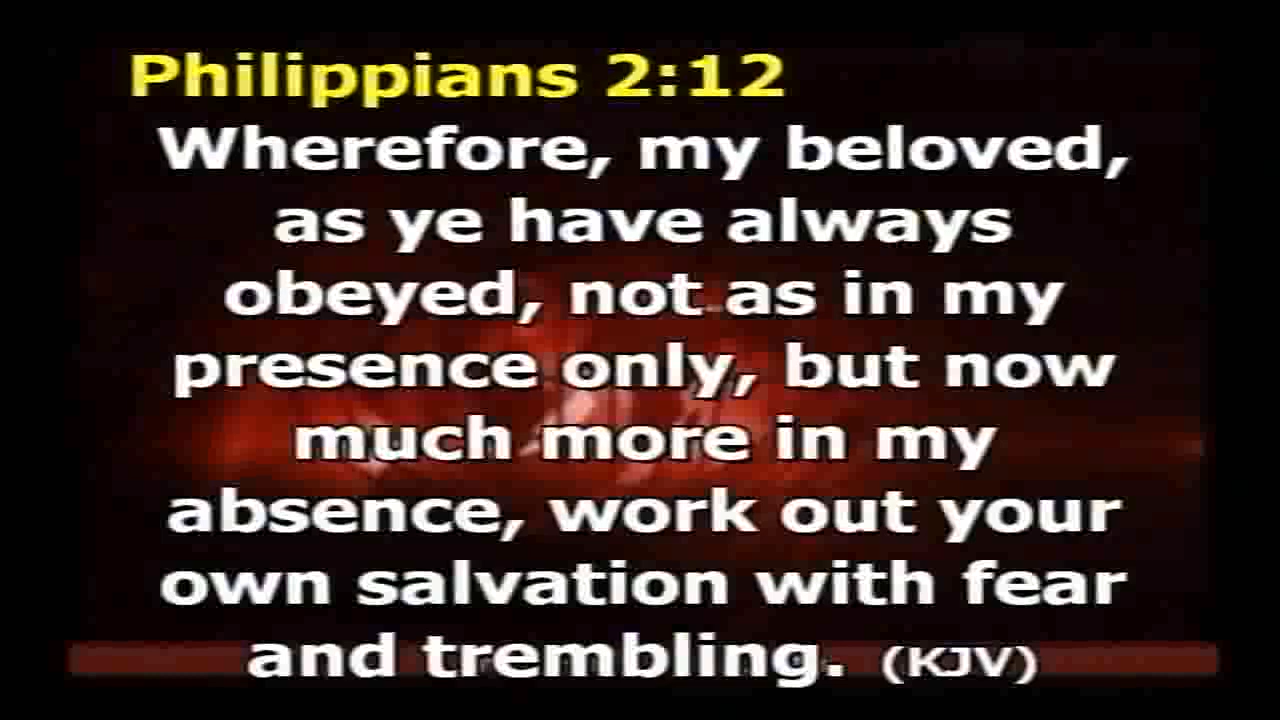 Philippians 2:12
Wherefore, my beloved,
as ye have always
obeyed, not as in my
presence only, but now
much more in my
absence, work out your
own salvation with fear
and trembling. (KJV)